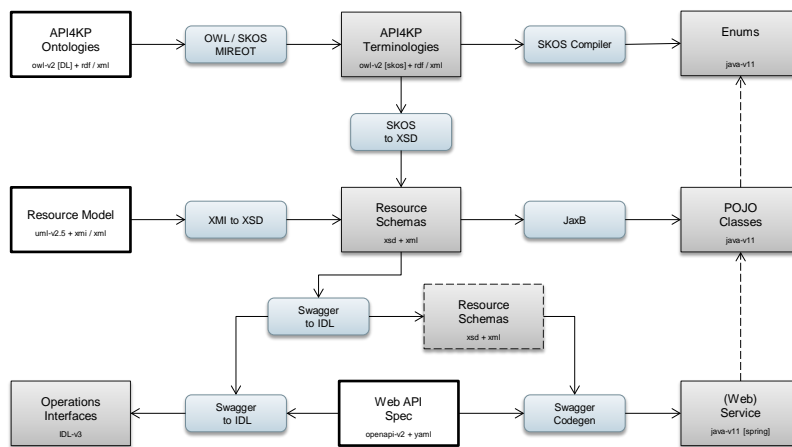 API4KP
Ontologies
owl-v2 [DL] + rdf / xml
OWL / SKOS
MIREOT
API4KP
Terminologies
owl-v2 [skos] + rdf / xml
SKOS Compiler
Enums
java-v11
SKOS
to XSD
Resource Model
uml-v2.5 + xmi / xml
XMI to XSD
Resource
Schemas
xsd + xml
JaxB
POJO
Classes
java-v11
Swagger
to IDL
Resource
Schemas
xsd + xml
Operations
Interfaces
IDL-v3
Swagger
to IDL
Web API
Spec
openapi-v2 + yaml
Swagger
Codegen
(Web)
Service
java-v11 [spring]